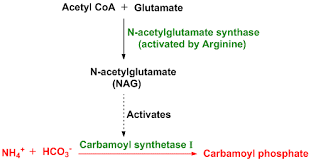 Acetyl CoA + Glutamate
N-acetylglutamate synthase
(activated by Arginine)
N-acetylglutamate
(NAG)
Activates
Carbamoyl synthetase I
NH₄⁺ + HCO₃⁻ Carbamoyl phosphate